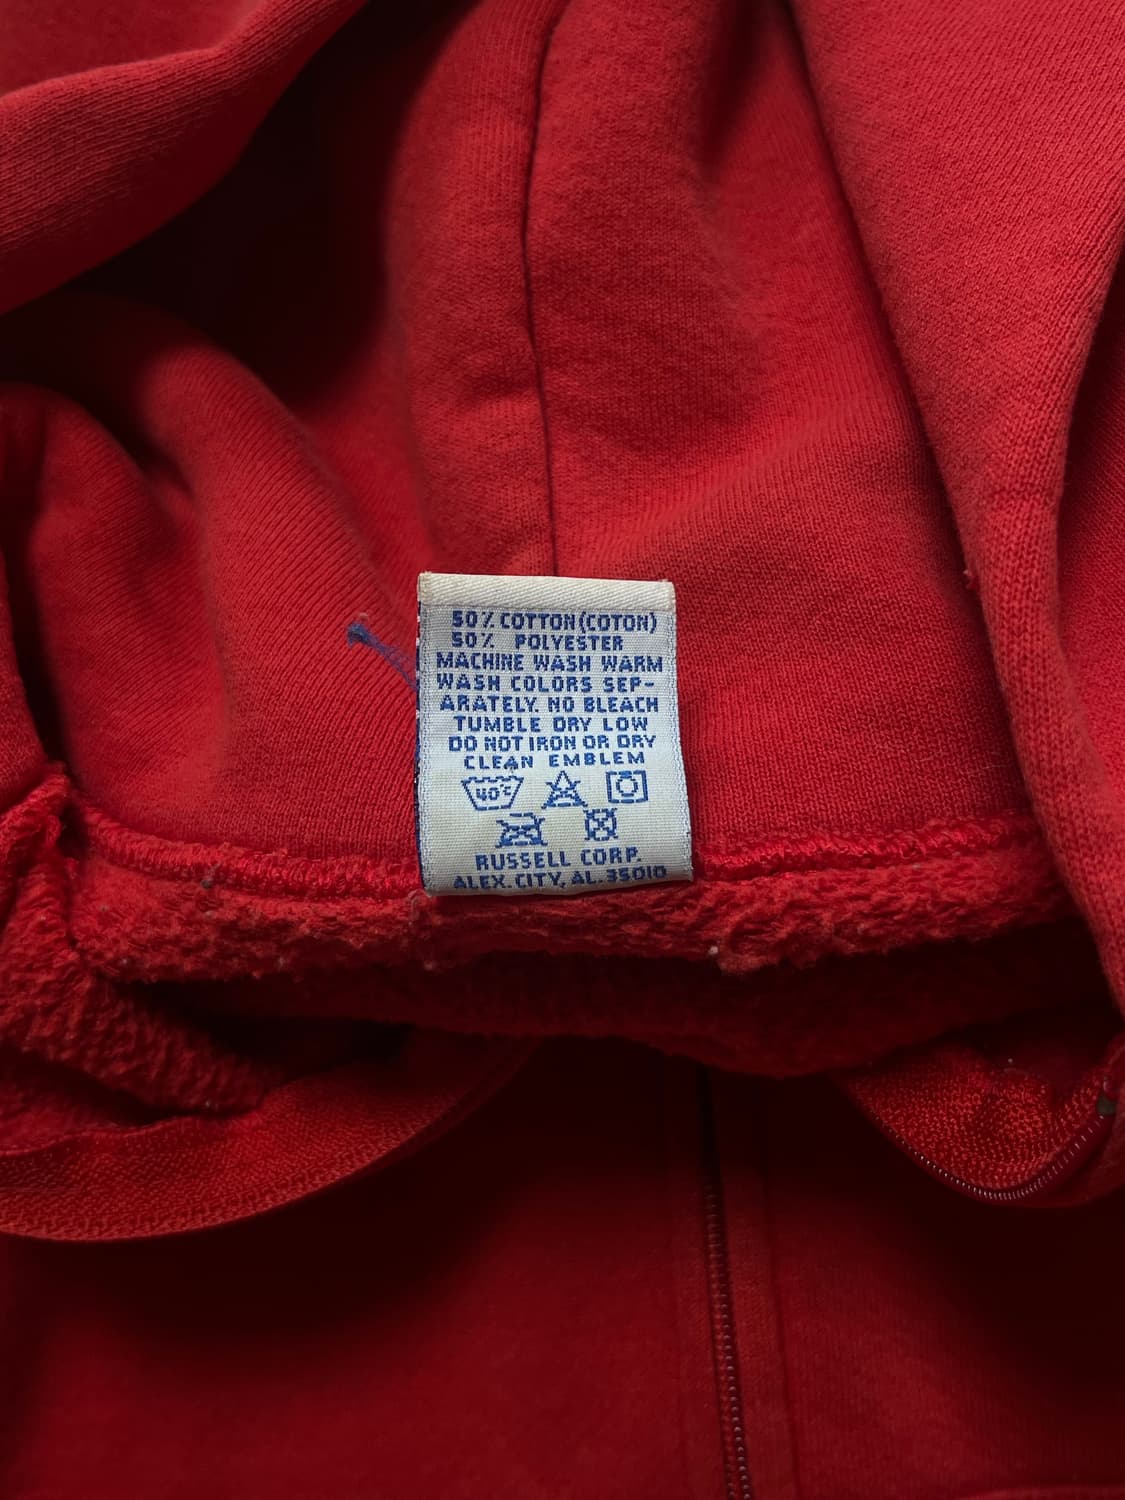 50% COTTON(COTON)
50% POLYESTER
MACHINE WASH WARM
WASH COLORS SEP-
ARATELY. NO BLEACH
TUMBLE DRY LOW
DO NOT IRON OR DRY
CLEAN EMBLEM
40°C
RUSSELL CORP.
ALEX. CITY, AL. 35010